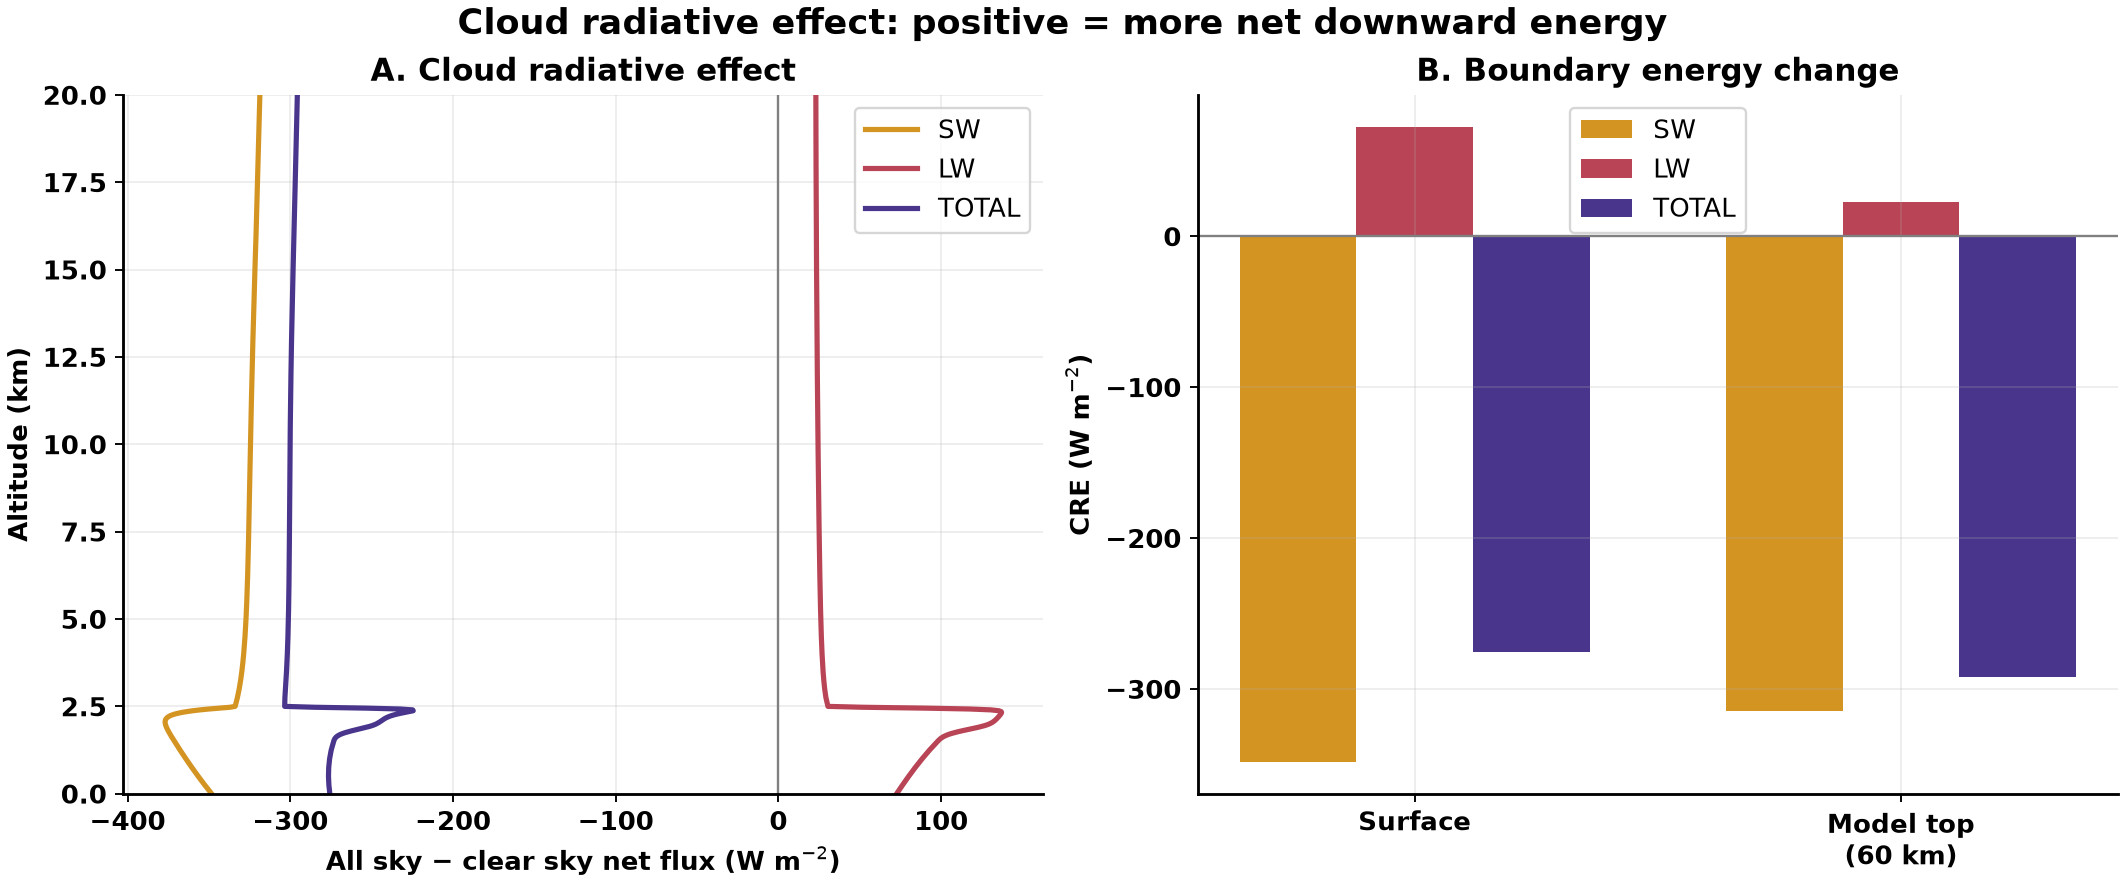 Cloud radiative effect: positive = more net downward energy
A. Cloud radiative effect
20.0
17.5
15.0
12.5
10.0
7.5
5.0
2.5
0.0
Altitude (km)
−400 −300 −200 −100 0 100
All sky − clear sky net flux (W m⁻²)
SW
LW
TOTAL
B. Boundary energy change
0
−100
−200
−300
CRE (W m⁻²)
SW
LW
TOTAL
Surface
Model top
(60 km)